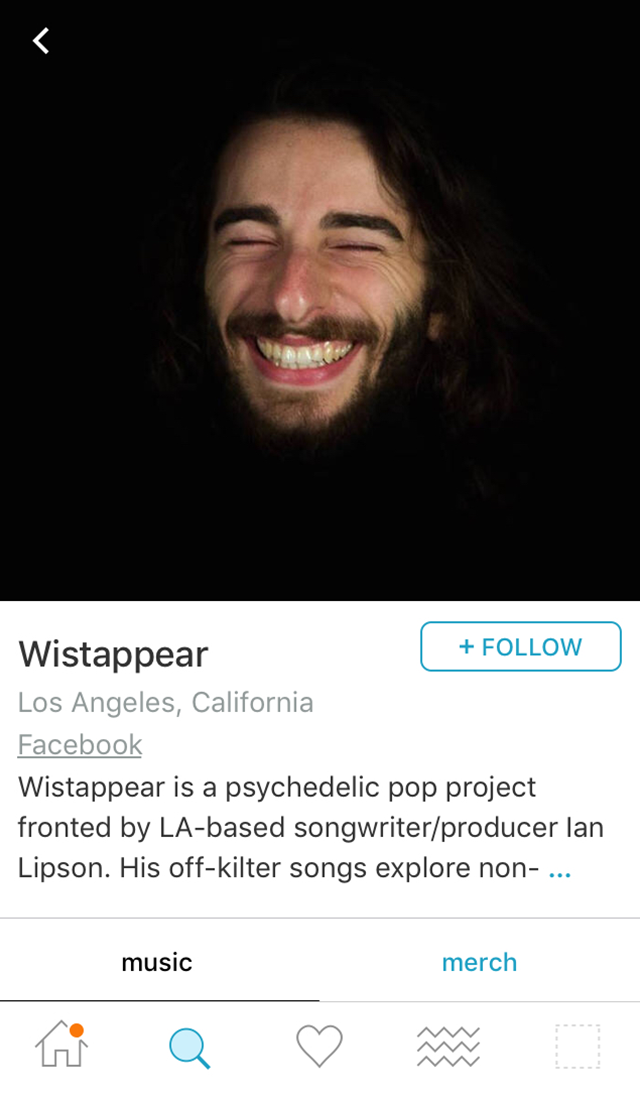 Wistappear
+ FOLLOW
Los Angeles, California
Facebook
Wistappear is a psychedelic pop project
fronted by LA-based songwriter/producer Ian
Lipson. His off-kilter songs explore non- ...
music
merch